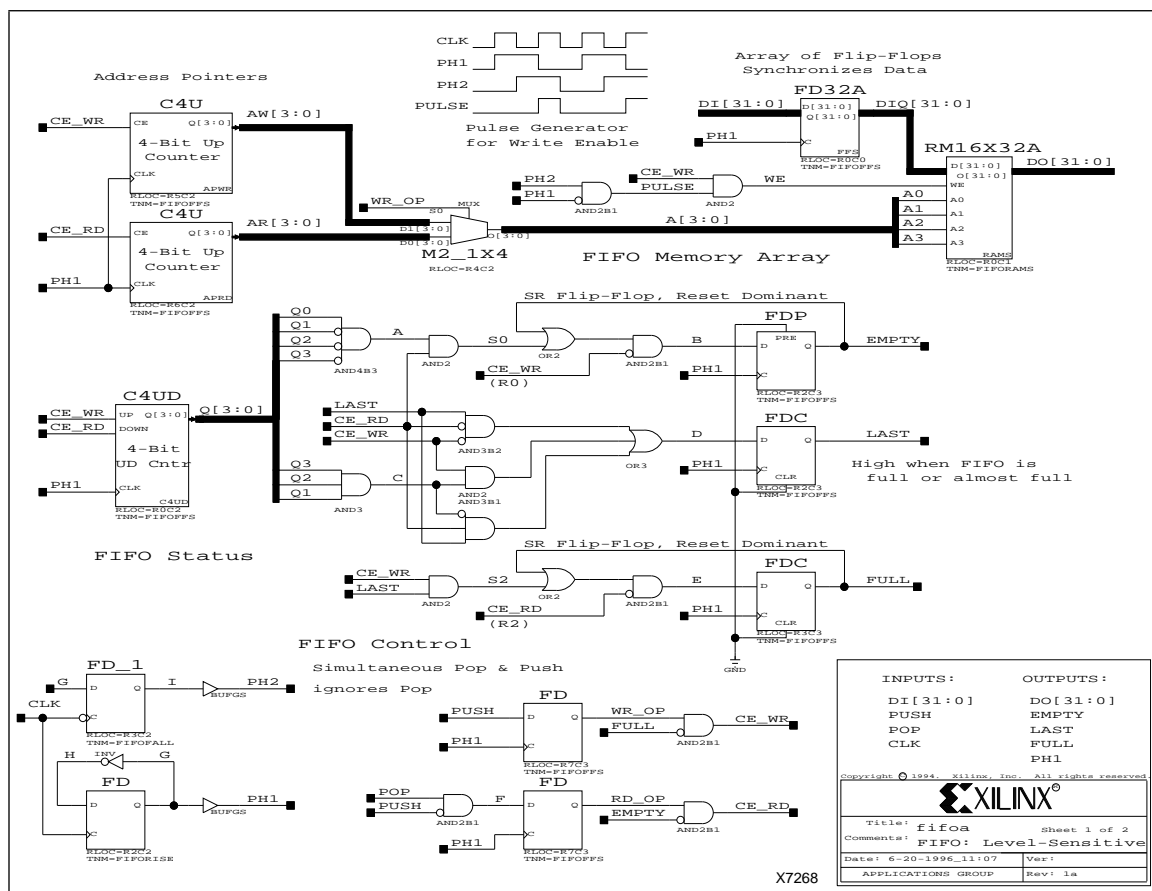 CLK
PH1
PH2
PULSE
Pulse Generator
for Write Enable
Array of Flip-Flops
Synchronizes Data
FD32A
DI[31:0]
D[31:0]
Q[31:0]
DIQ[31:0]
PH1
C
FFS
RLOC=R0C0
TNM=FIFOFFS
RM16X32A
D[31:0]
O[31:0]
DO[31:0]
WE
A0
A1
A2
A3
A0
A1
A2
A3
RAMS
RLOC=R0C1
TNM=FIFORAMS
Address Pointers
C4U
CE_WR
CE
Q[3:0]
AW[3:0]
4-Bit Up
Counter
CLK
APWR
RLOC=R5C2
TNM=FIFOFFS
C4U
CE_RD
CE
Q[3:0]
AR[3:0]
4-Bit Up
Counter
PH1
CLK
APRD
RLOC=R6C2
TNM=FIFOFFS
PH2
PH1
AND2B1
CE_WR
PULSE
AND2
WE
WR_OP
MUX
S0
D1[3:0]
D0[3:0]
O[3:0]
M2_1X4
RLOC=R4C2
A[3:0]
FIFO Memory Array
Q0
Q1
Q2
Q3
AND4B3
A
AND2
S0
SR Flip-Flop, Reset Dominant
OR2
CE_WR
(R0)
AND2B1
B
PH1
FDP
PRE
D
Q
C
RLOC=R2C3
TNM=FIFOFFS
EMPTY
C4UD
CE_WR
CE_RD
UP
DOWN
Q[3:0]
Q[3:0]
4-Bit
UD Cntr
PH1
CLK
C4UD
RLOC=R0C2
TNM=FIFOFFS
LAST
CE_RD
CE_WR
AND3B2
Q3
Q2
Q1
AND3
C
AND2
AND3B1
OR3
D
PH1
FDC
D
Q
C
CLR
RLOC=R2C3
TNM=FIFOFFS
LAST
High when FIFO is
full or almost full
FIFO Status
SR Flip-Flop, Reset Dominant
CE_WR
LAST
AND2
S2
OR2
CE_RD
(R2)
AND2B1
E
PH1
FDC
D
Q
C
CLR
RLOC=R3C3
TNM=FIFOFFS
FULL
GND
FIFO Control
Simultaneous Pop & Push
ignores Pop
FD_1
G
D
Q
I
BUFGS
PH2
CLK
C
RLOC=R3C2
TNM=FIFOFALL
H
INV
G
FD
D
Q
C
BUFGS
PH1
RLOC=R2C2
TNM=FIFORISE
FD
PUSH
D
Q
WR_OP
FULL
AND2B1
CE_WR
PH1
C
RLOC=R7C3
TNM=FIFOFFS
FD
POP
PUSH
AND2B1
F
D
Q
RD_OP
EMPTY
AND2B1
CE_RD
PH1
C
RLOC=R7C3
TNM=FIFOFFS
INPUTS:
OUTPUTS:
DI[31:0]
DO[31:0]
PUSH
EMPTY
POP
LAST
CLK
FULL
PH1
Copyright © 1994. Xilinx, Inc. All rights reserved.
XILINX®
Title: fifoa
Sheet 1 of 2
Comments: FIFO: Level-Sensitive
Date: 6-20-1996_11:07
Ver:
APPLICATIONS GROUP
Rev: 1a
X7268